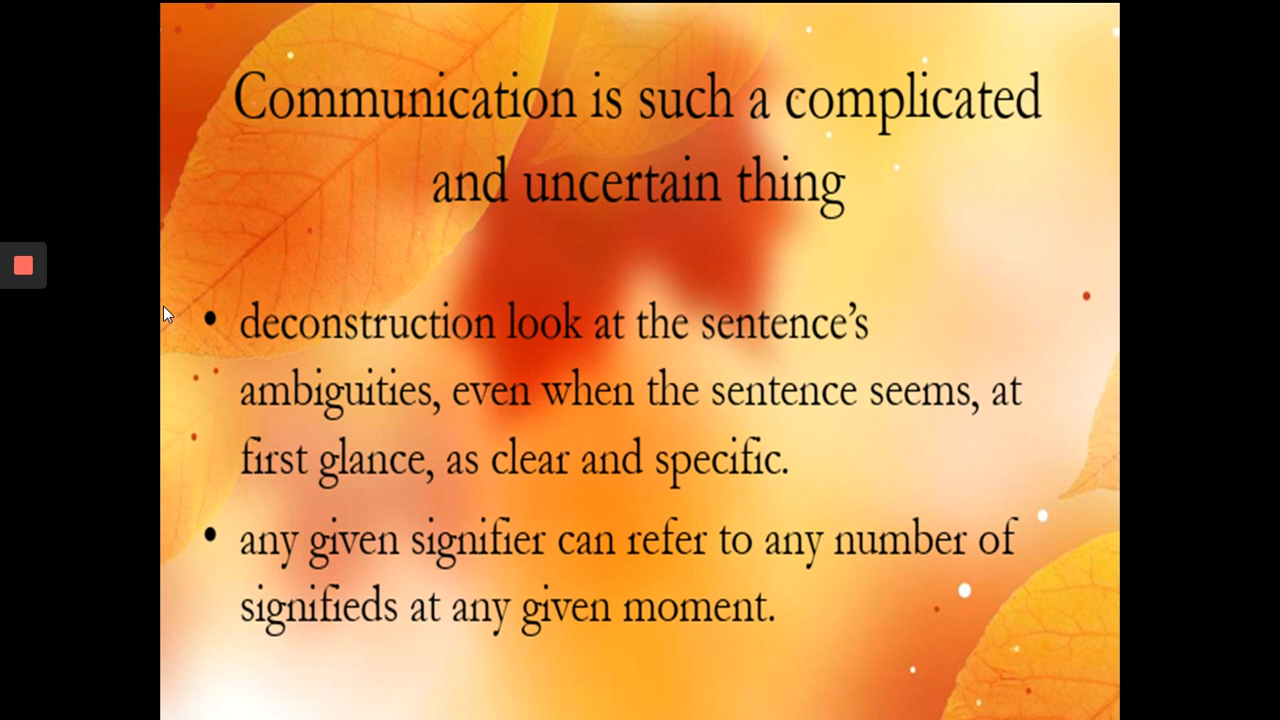 Communication is such a complicated
and uncertain thing
• deconstruction look at the sentence’s
ambiguities, even when the sentence seems, at
first glance, as clear and specific.
• any given signifier can refer to any number of
signifieds at any given moment.